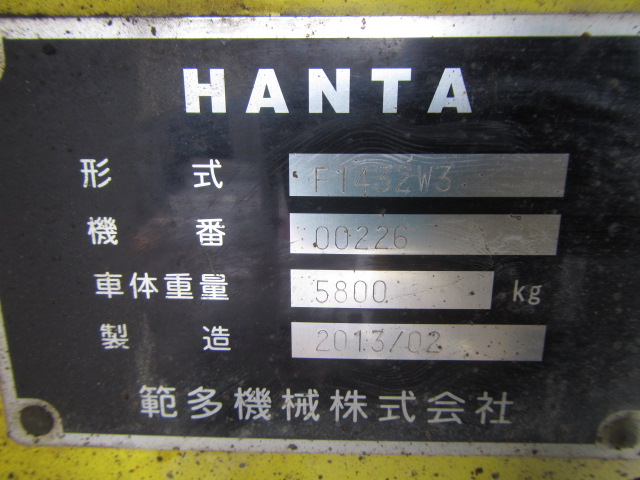 HANTA
形式 F1432W3
機番 00226
車体重量 5800 kg
製造 2013/02
範多機械株式会社